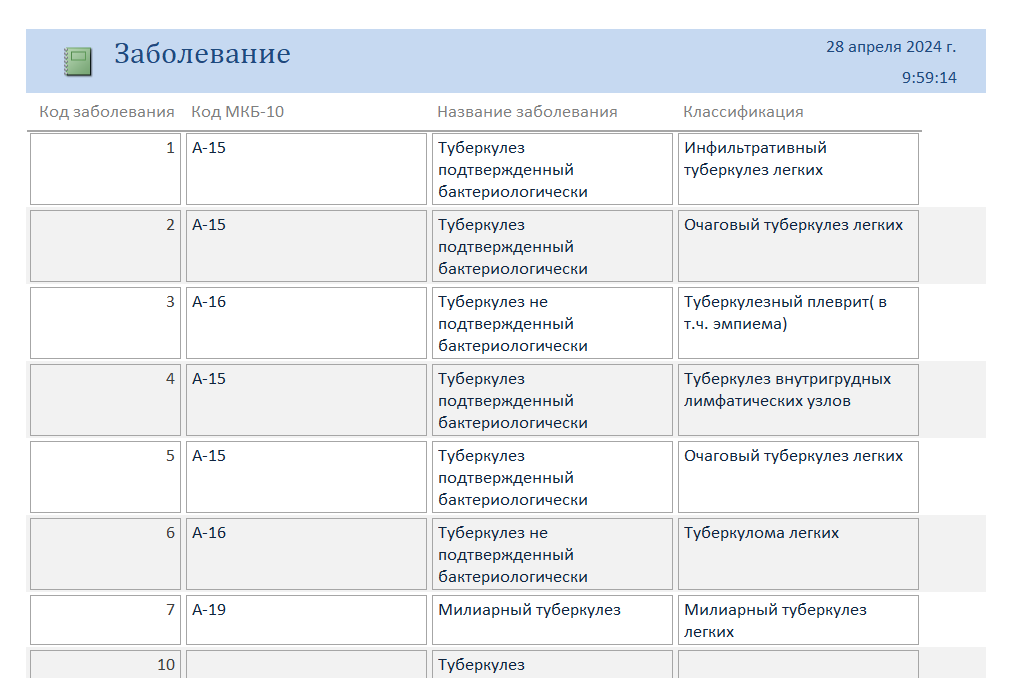 Заболевание
28 апреля 2024 г.
9:59:14
Код заболевания Код МКБ-10 Название заболевания Классификация
1 А-15 Туберкулез Инфильтративный
подтвержденный туберкулез легких
бактериологически
2 А-15 Туберкулез Очаговый туберкулез легких
подтвержденный
бактериологически
3 А-16 Туберкулез не Туберкулезный плеврит( в
подтвержденный т.ч. эмпиема)
бактериологически
4 А-15 Туберкулез Туберкулез внутригрудных
подтвержденный лимфатических узлов
бактериологически
5 А-15 Туберкулез Очаговый туберкулез легких
подтвержденный
бактериологически
6 А-16 Туберкулез не Туберкулома легких
подтвержденный
бактериологически
7 А-19 Милиарный туберкулез Милиарный туберкулез
легких
10 Туберкулез